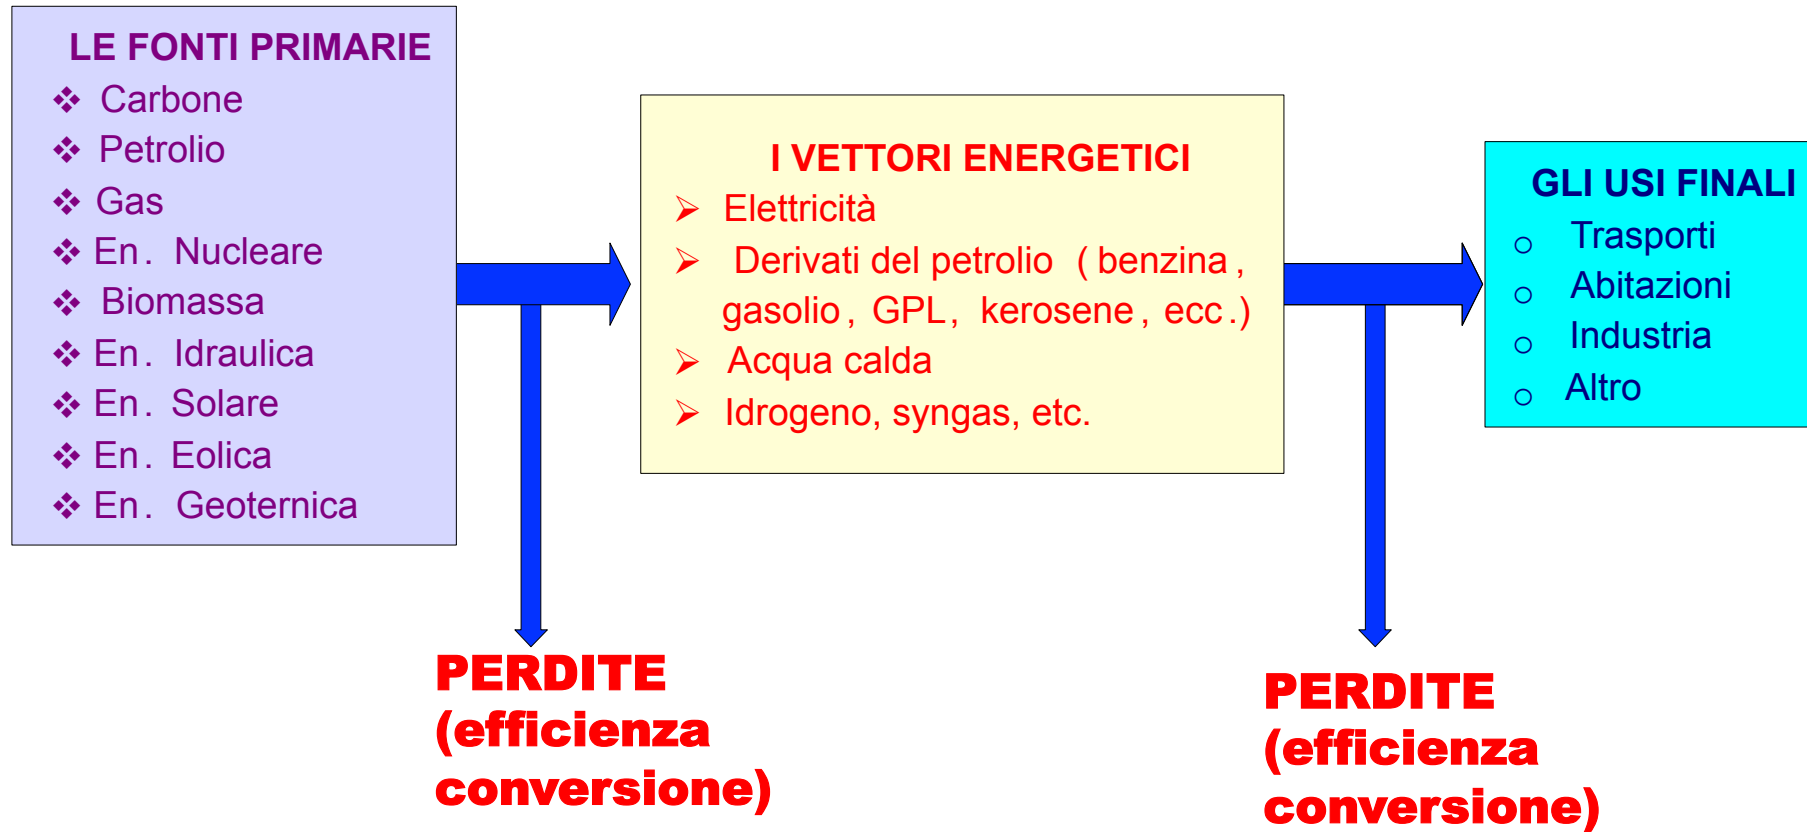 LE FONTI PRIMARIE
❖ Carbone
❖ Petrolio
❖ Gas
❖ En. Nucleare
❖ Biomassa
❖ En. Idraulica
❖ En. Solare
❖ En. Eolica
❖ En. Geoternica
I VETTORI ENERGETICI
➢ Elettricità
➢ Derivati del petrolio ( benzina ,
gasolio , GPL, kerosene , ecc .)
➢ Acqua calda
➢ Idrogeno, syngas, etc.
GLI USI FINALI
o Trasporti
o Abitazioni
o Industria
o Altro
PERDITE
(efficienza
conversione)
PERDITE
(efficienza
conversione)